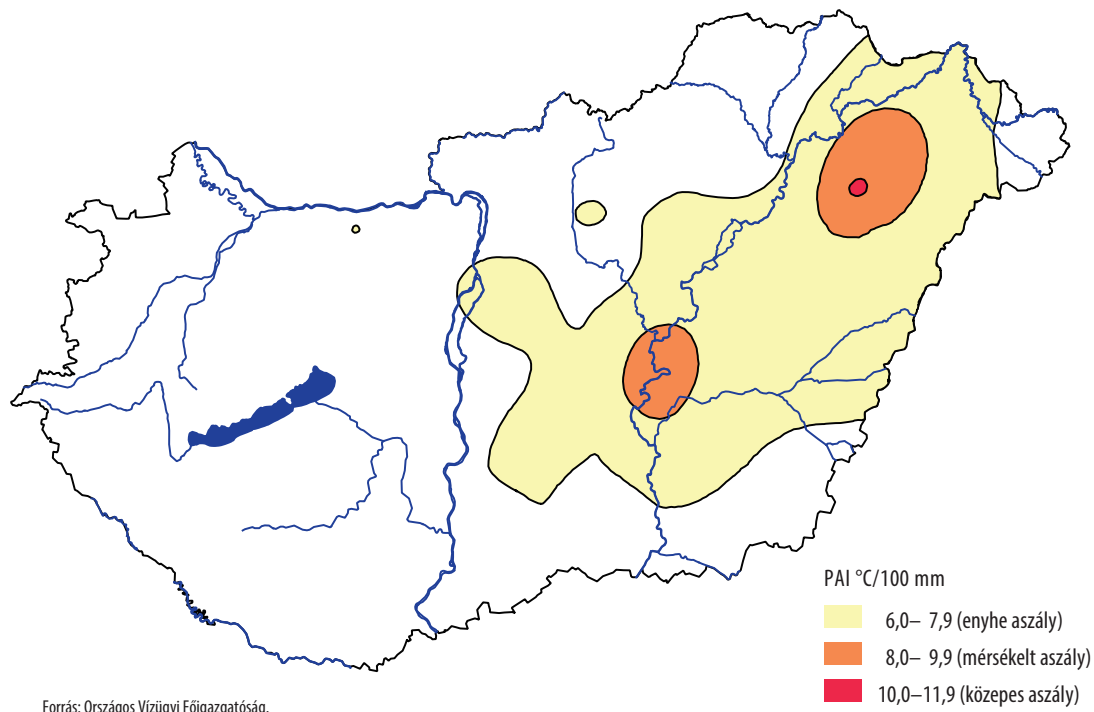 PAI °C/100 mm
6,0– 7,9 (enyhe aszály)
8,0– 9,9 (mérsékelt aszály)
10,0–11,9 (közepes aszály)
Forrás: Országos Vízügyi Főigazgatóság.